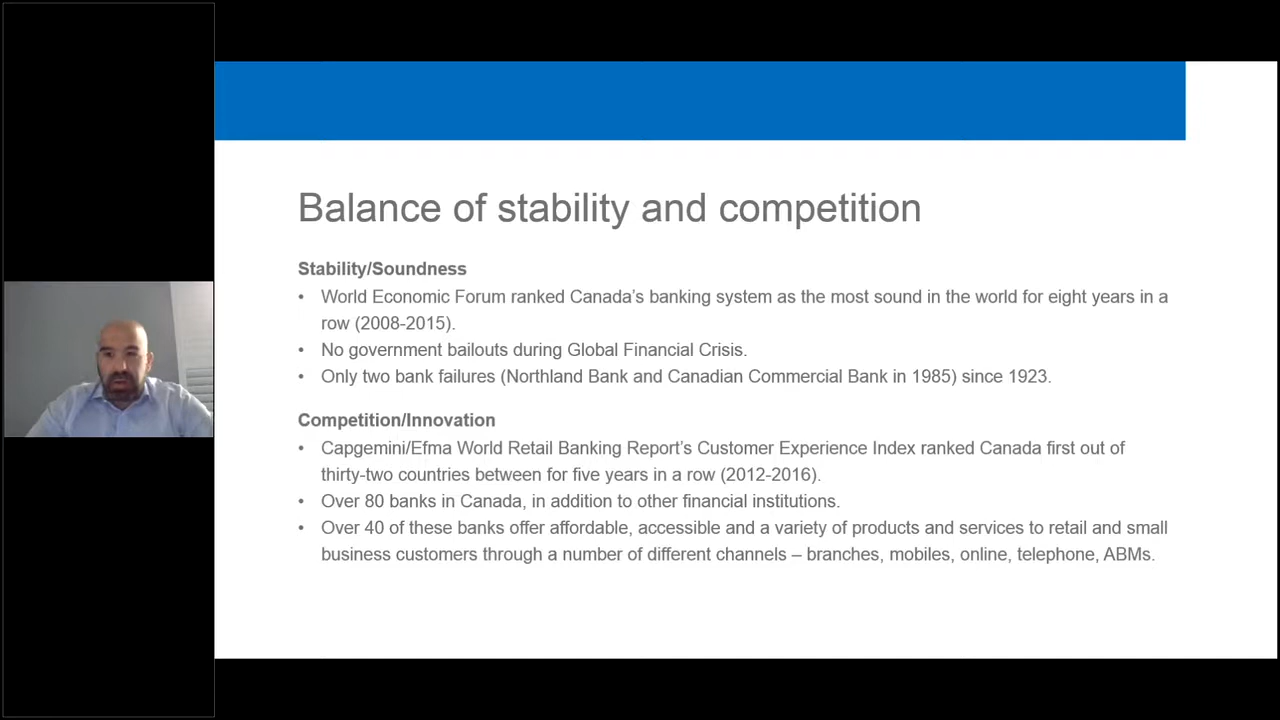 Balance of stability and competition
Stability/Soundness
• World Economic Forum ranked Canada’s banking system as the most sound in the world for eight years in a
row (2008-2015).
• No government bailouts during Global Financial Crisis.
• Only two bank failures (Northland Bank and Canadian Commercial Bank in 1985) since 1923.
Competition/Innovation
• Capgemini/Efma World Retail Banking Report’s Customer Experience Index ranked Canada first out of
thirty-two countries between for five years in a row (2012-2016).
• Over 80 banks in Canada, in addition to other financial institutions.
• Over 40 of these banks offer affordable, accessible and a variety of products and services to retail and small
business customers through a number of different channels – branches, mobiles, online, telephone, ABMs.